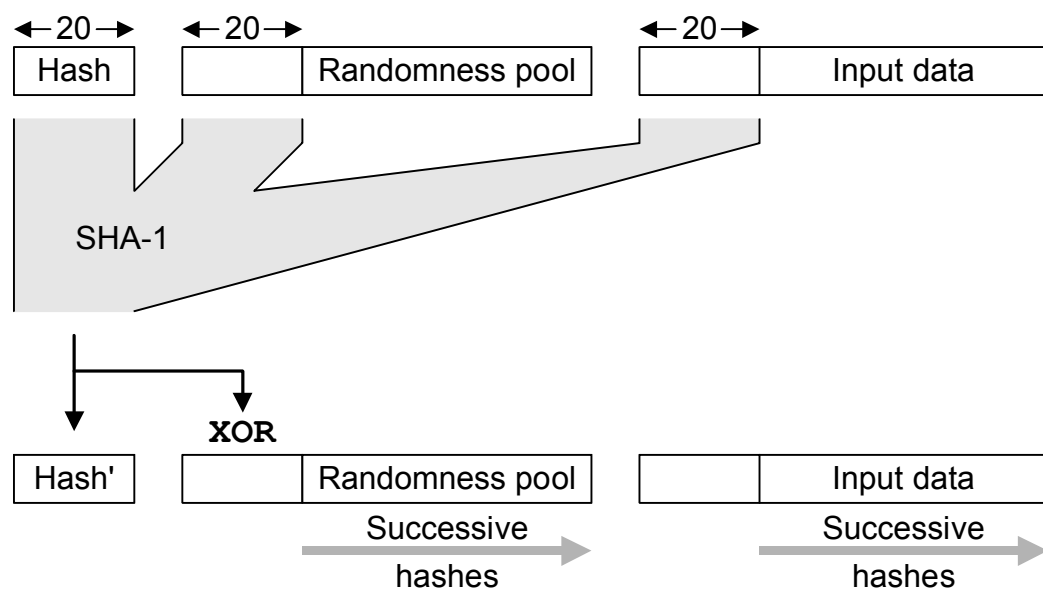 20 20 20
Hash Randomness pool Input data
SHA-1
XOR
Hash' Randomness pool Input data
Successive Successive
hashes hashes